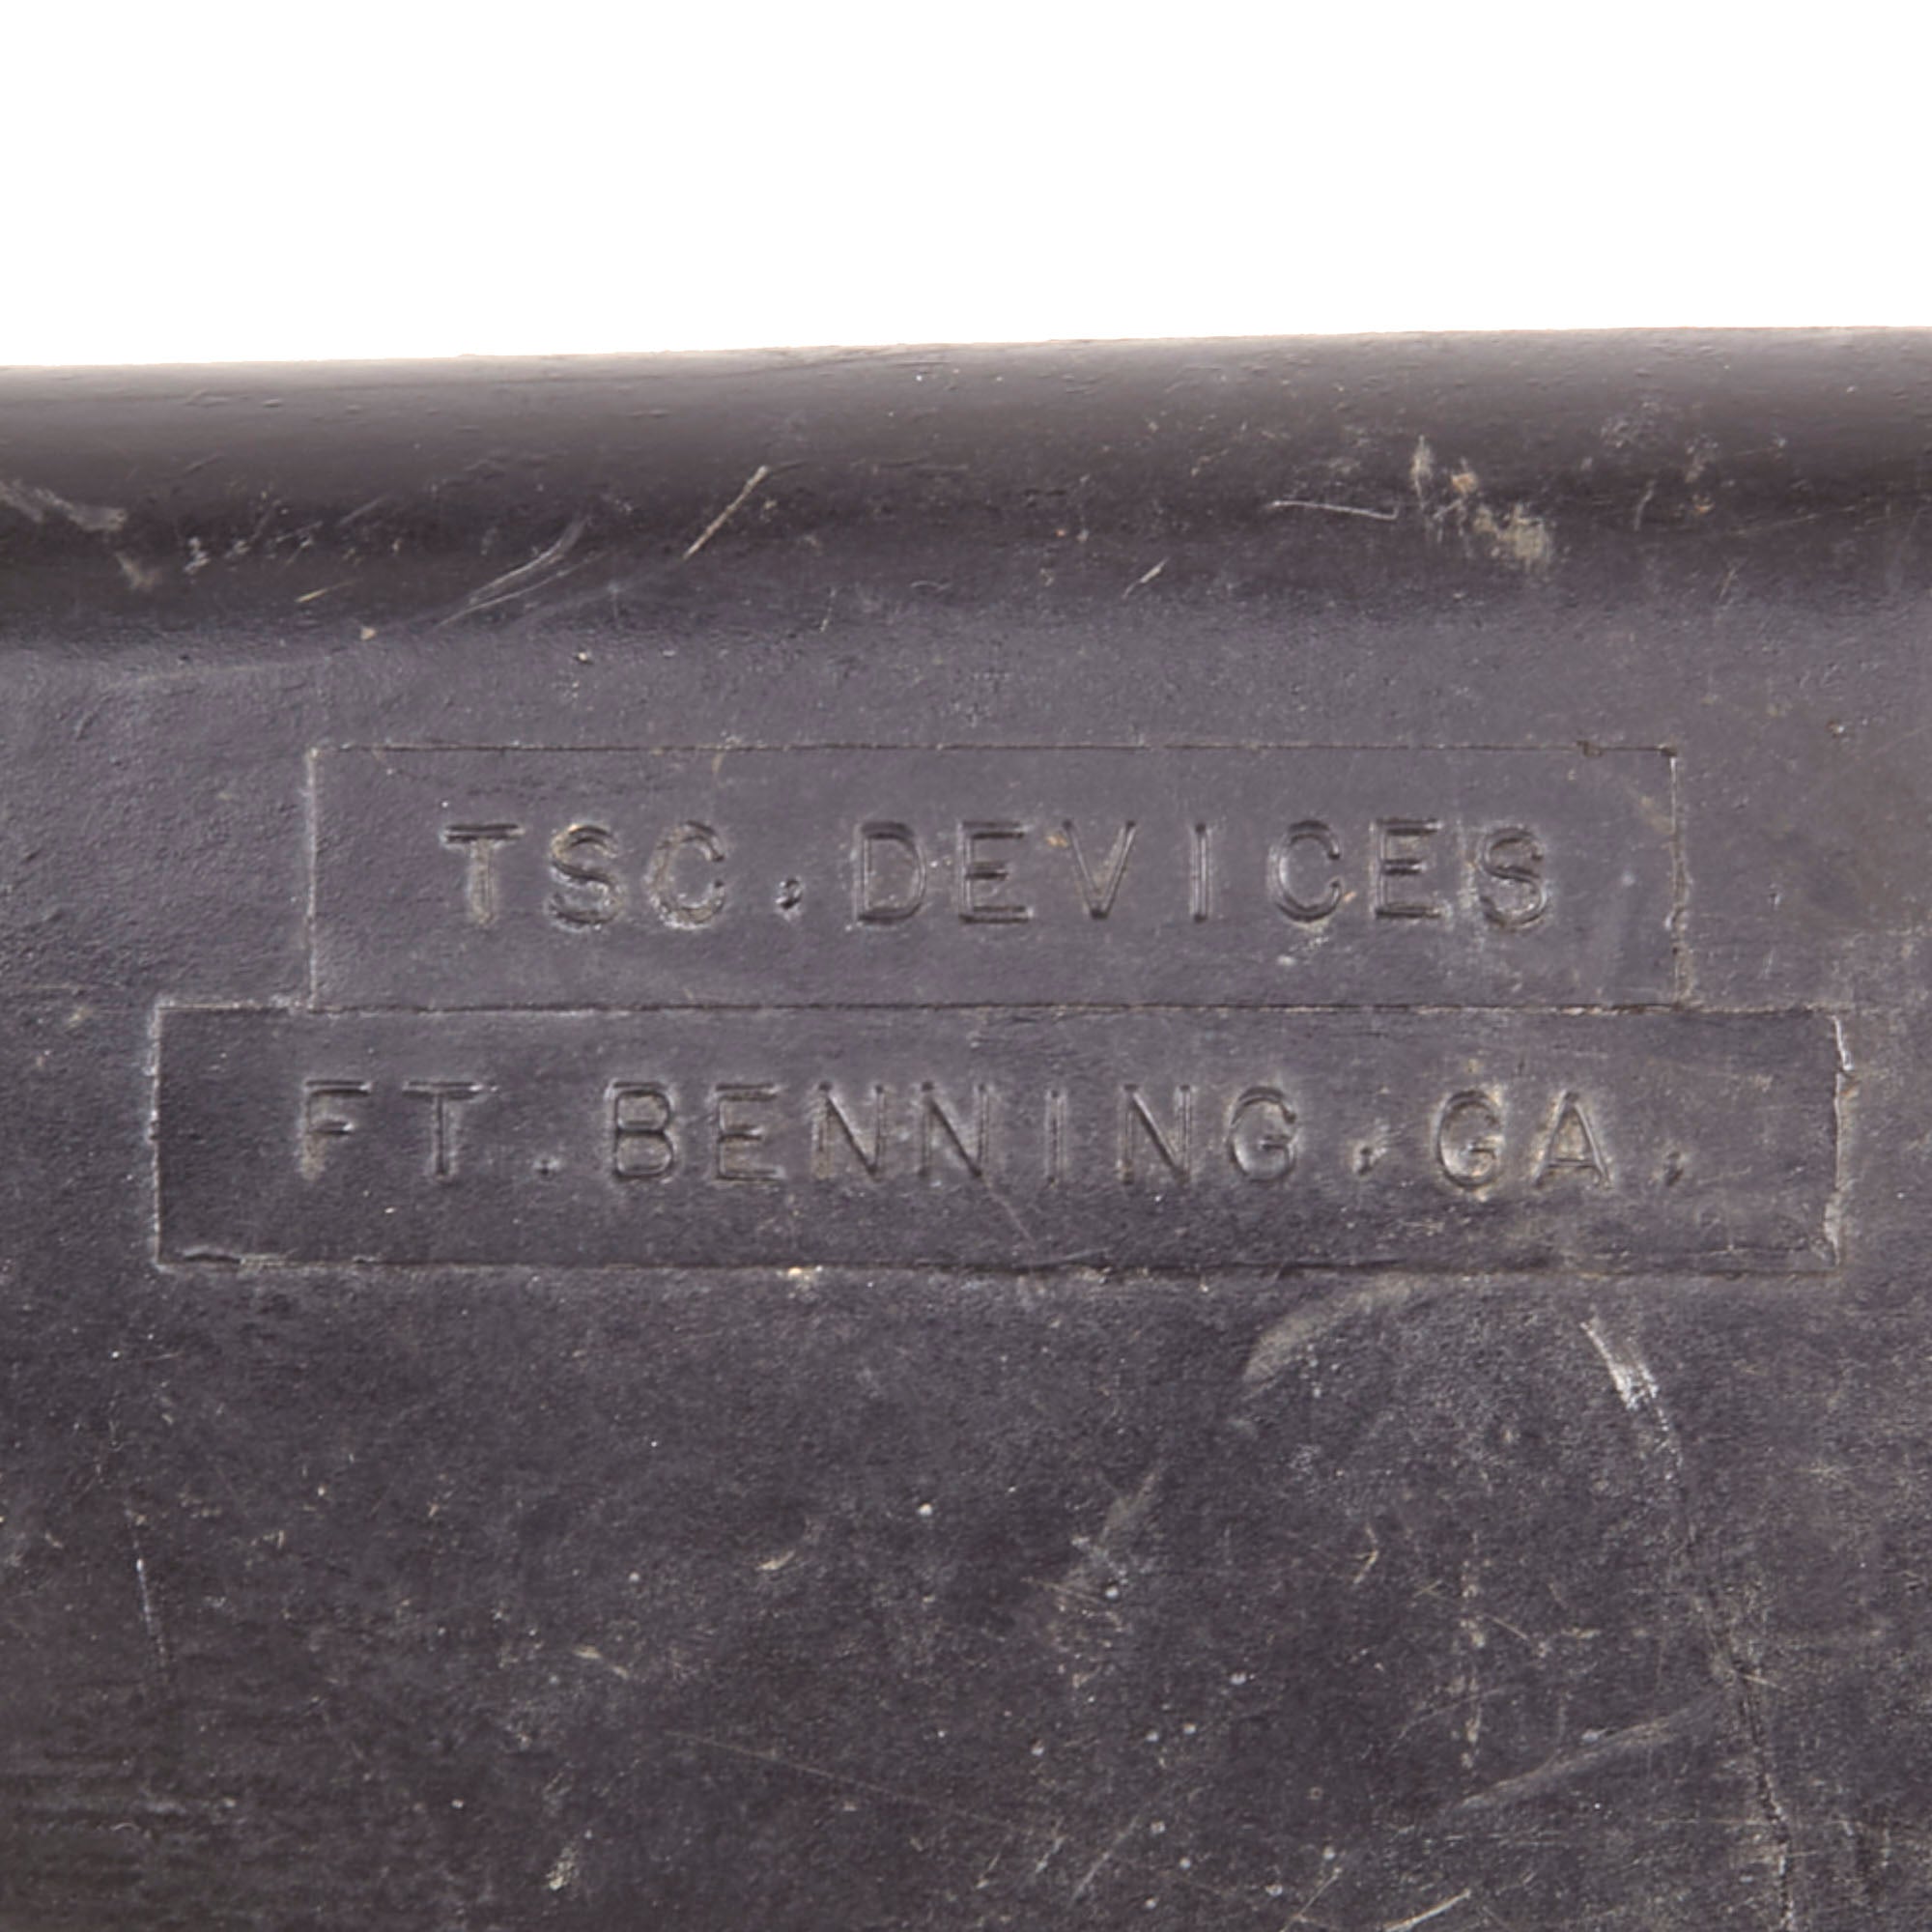 TSC. DEVICES
FT. BENNING, GA.